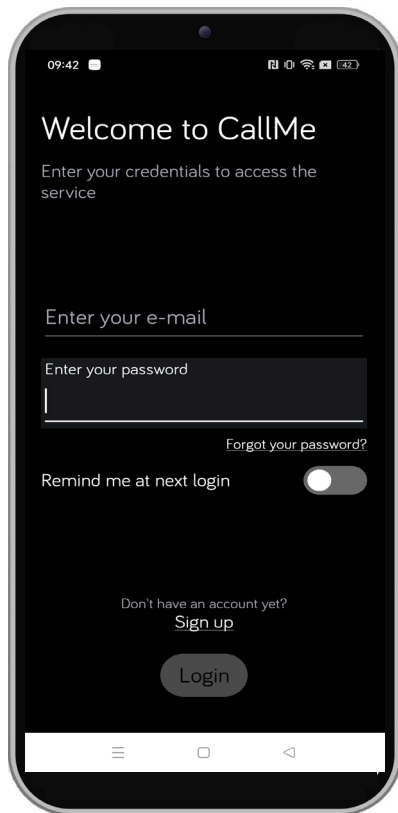 09:42
42
Welcome to CallMe
Enter your credentials to access the
service
Enter your e-mail
Enter your password
Forgot your password?
Remind me at next login
Don't have an account yet?
Sign up
Login